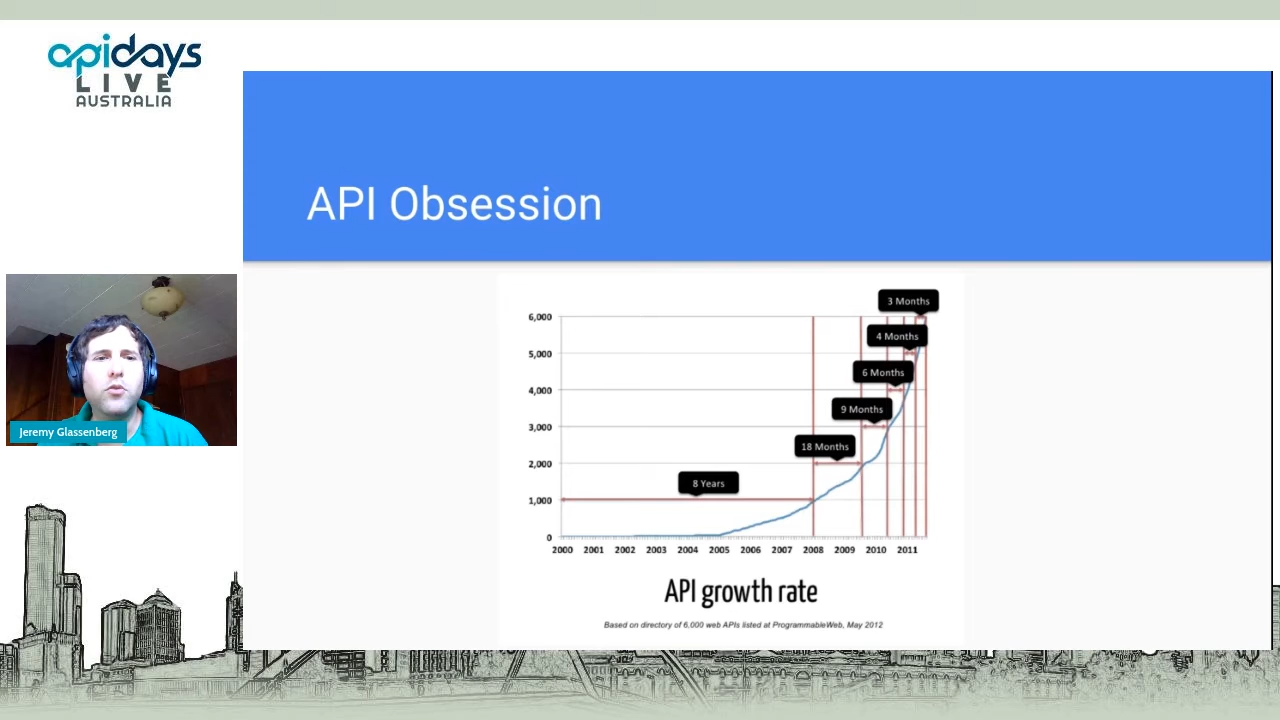 apidays
LIVE
AUSTRALIA
API Obsession
Jeremy Glassenberg
3 Months
6,000
4 Months
5,000
6 Months
4,000
9 Months
3,000
18 Months
2,000
8 Years
1,000
0
2000 2001 2002 2003 2004 2005 2006 2007 2008 2009 2010 2011
API growth rate
Based on directory of 6,000 web APIs listed at ProgrammableWeb, May 2012